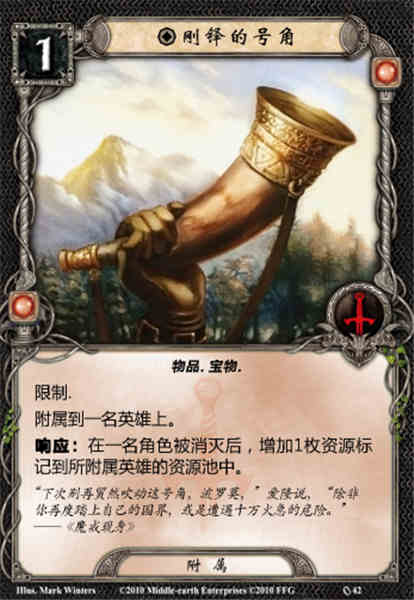 1
刚铎的号角
物品. 宝物.
限制.
附属到一名英雄上。
响应：在一名角色被消灭后，增加1枚资源标
记到所附属英雄的资源池中。
“下次别再贸然吹动这号角，波罗莫，”爱隆说，“除非
你再度踏上自己的国界，或是遭遇十万火急的危险。”
——《魔戒现身》
附 属
Illus. Mark Winters ©2010 Middle-earth Enterprises ©2010 FFG 42